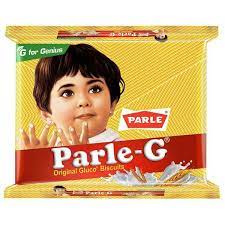 G for Genius
PARLE
Parle-G®
Original Gluco Biscuits